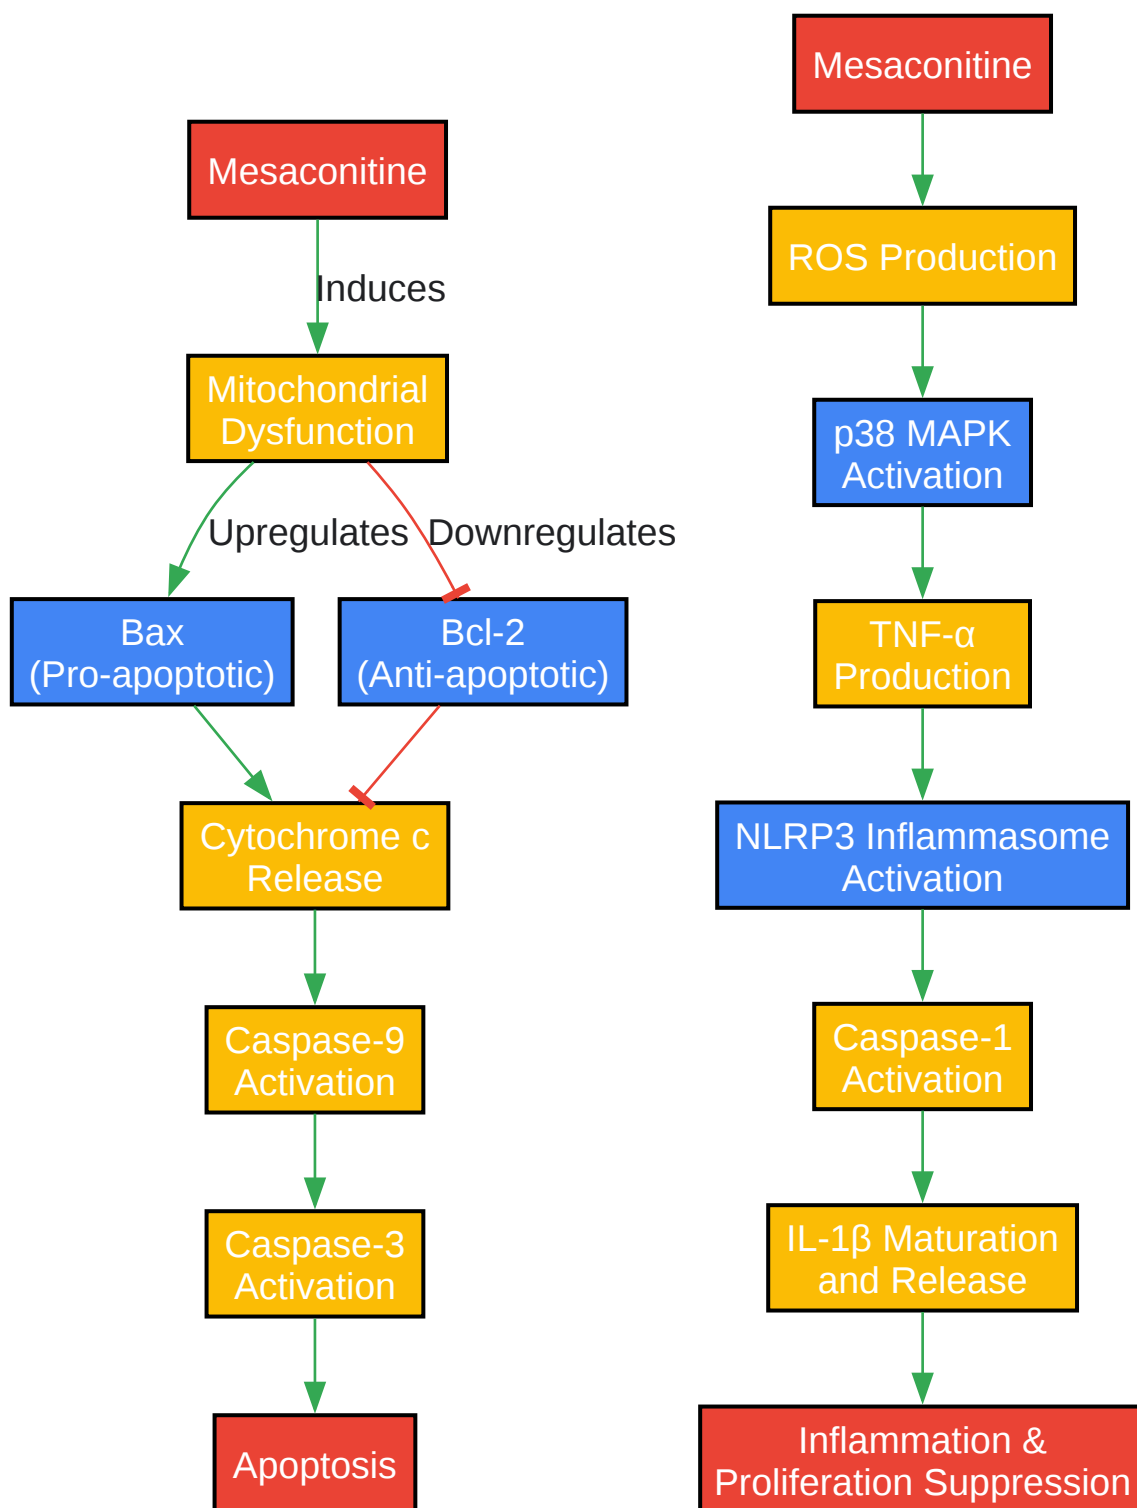 Mesaconitine
Induces
Mitochondrial
Dysfunction
Upregulates
Downregulates
Bax
(Pro-apoptotic)
Bcl-2
(Anti-apoptotic)
Cytochrome c
Release
Caspase-9
Activation
Caspase-3
Activation
Apoptosis
Mesaconitine
ROS Production
p38 MAPK
Activation
TNF-α
Production
NLRP3 Inflammasome
Activation
Caspase-1
Activation
IL-1β Maturation
and Release
Inflammation &
Proliferation Suppression